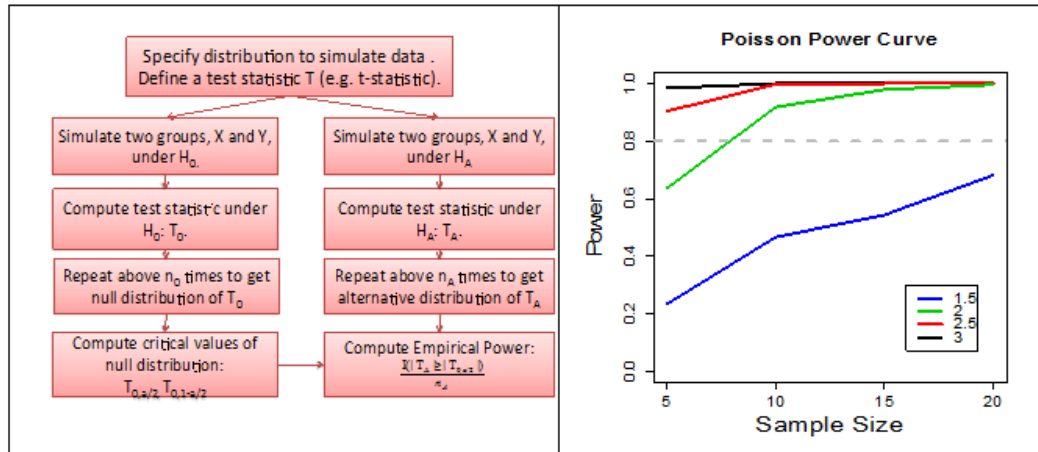 Specify distribution to simulate data .
Define a test statistic T (e.g. t-statistic).
Simulate two groups, X and Y,
under H0.
Simulate two groups, X and Y,
under HA
Compute test statistic under
H0: T0.
Compute test statistic under
HA: TA.
Repeat above n0 times to get
null distribution of T0
Repeat above nA times to get
alternative distribution of TA
Compute critical values of
null distribution:
T0,α/2, T0,1-α/2
Compute Empirical Power:
Poisson Power Curve
Power
1.0
0.8
0.6
0.4
0.2
0.0
1.5
2
2.5
3
5
10
15
20
Sample Size